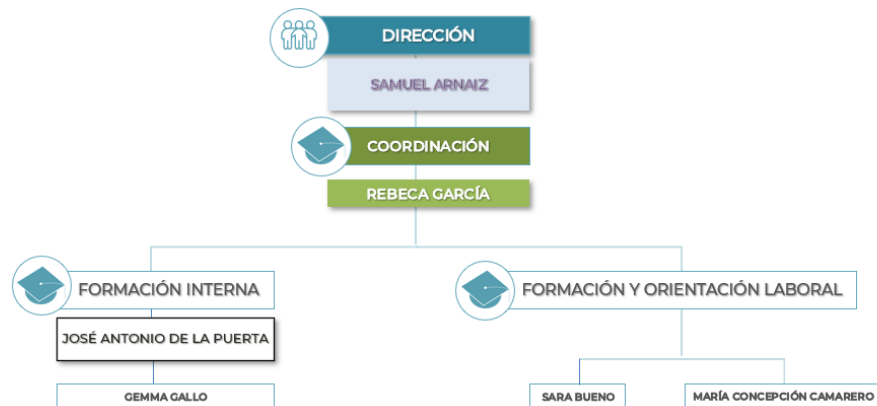 DIRECCIÓN
SAMUEL ARNAIZ
COORDINACIÓN
REBECA GARCÍA
FORMACIÓN INTERNA
FORMACIÓN Y ORIENTACIÓN LABORAL
JOSÉ ANTONIO DE LA PUERTA
GEMMA GALLO
SARA BUENO
MARÍA CONCEPCIÓN CAMARERO